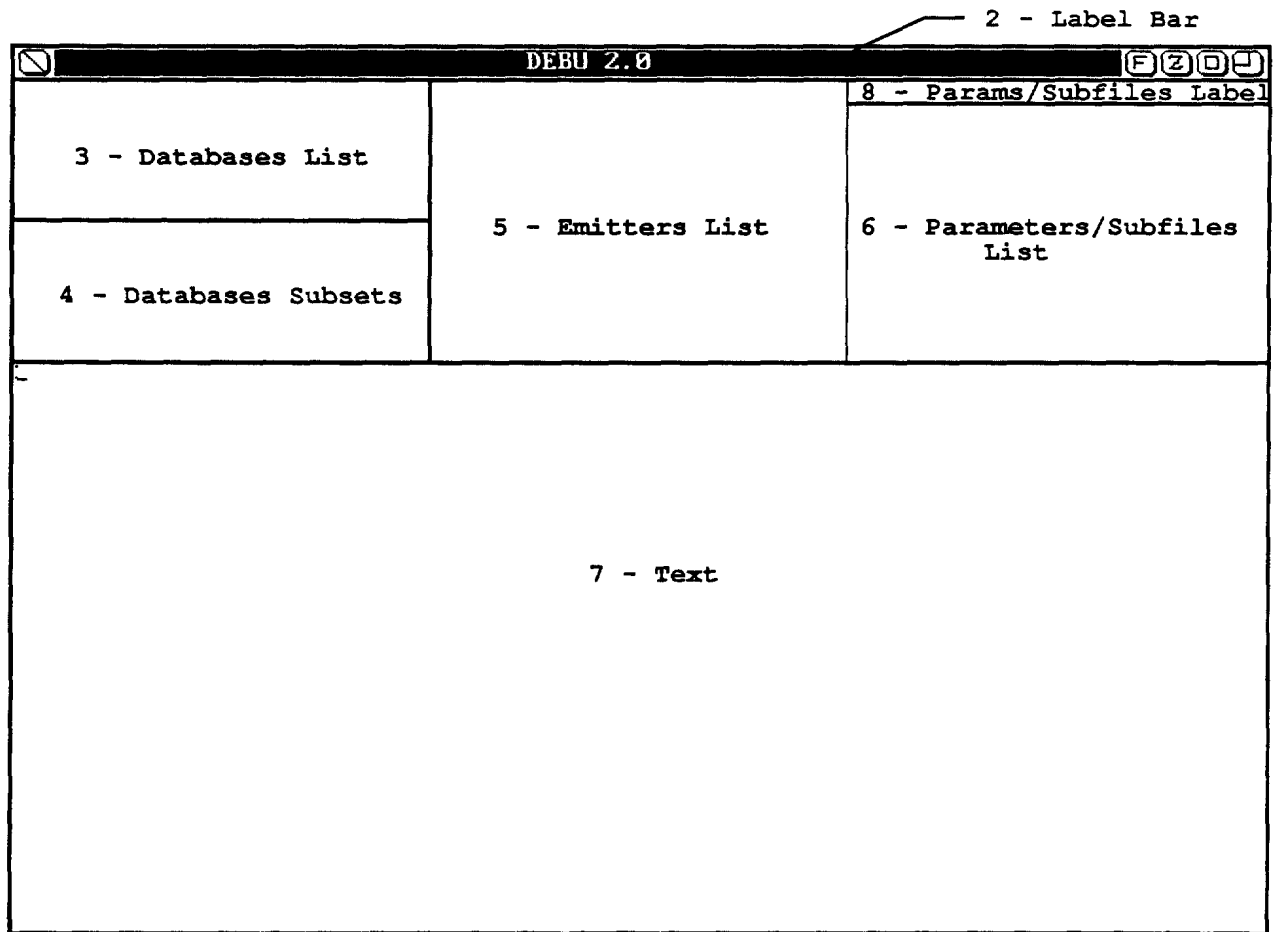 2 - Label Bar
DEBU 2.0
F Z
8 - Params/Subfiles Label
3 - Databases List
5 - Emitters List
6 - Parameters/Subfiles
List
4 - Databases Subsets
7 - Text